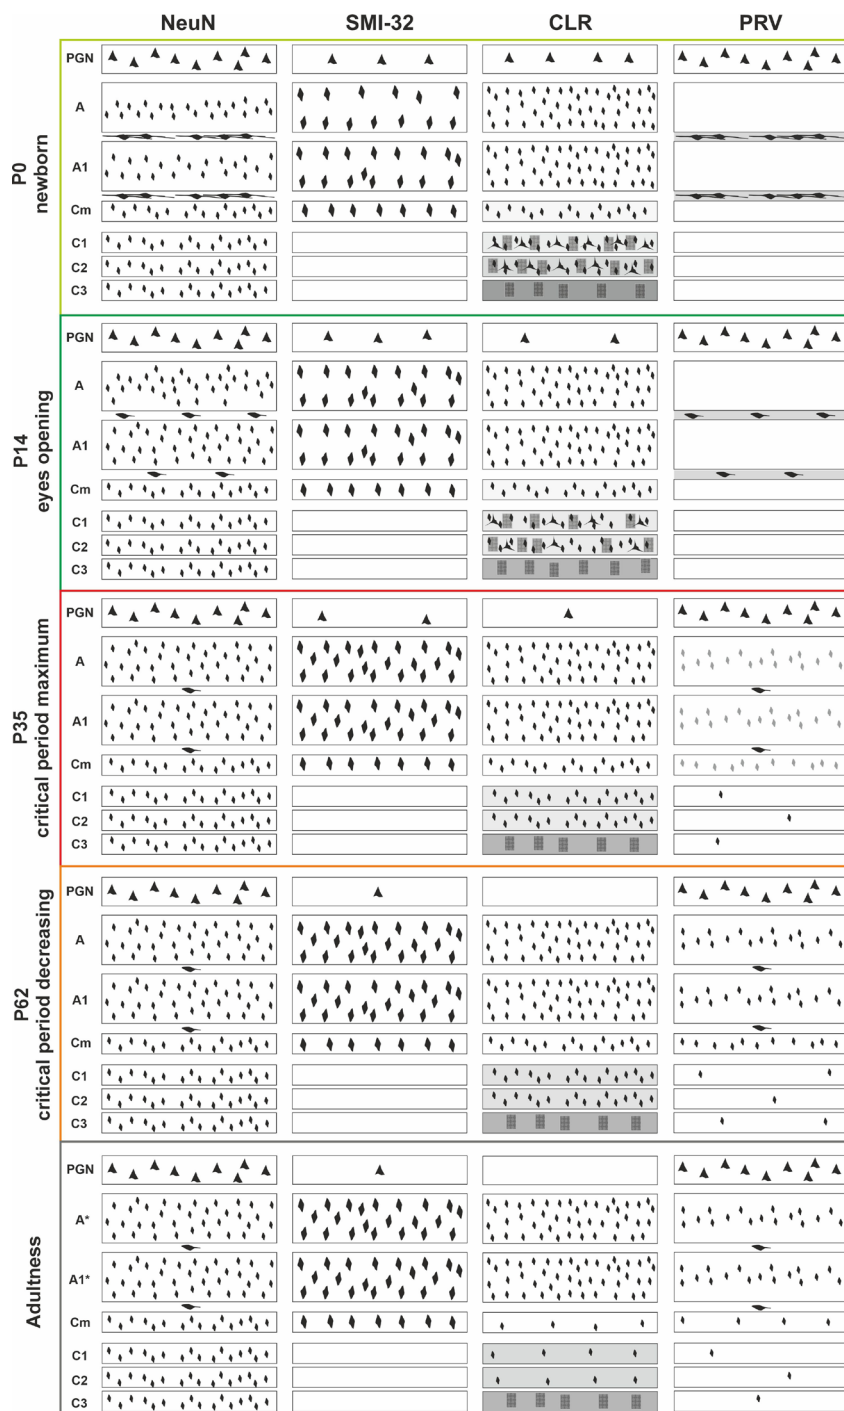 NeuN SMI-32 CLR PRV
P0
newborn
PGN
A
A1
Cm
C1
C2
C3
P14
eyes opening
PGN
A
A1
Cm
C1
C2
C3
P35
critical period maximum
PGN
A
A1
Cm
C1
C2
C3
P62
critical period decreasing
PGN
A
A1
Cm
C1
C2
C3
Adultness
PGN
A*
A1*
Cm
C1
C2
C3